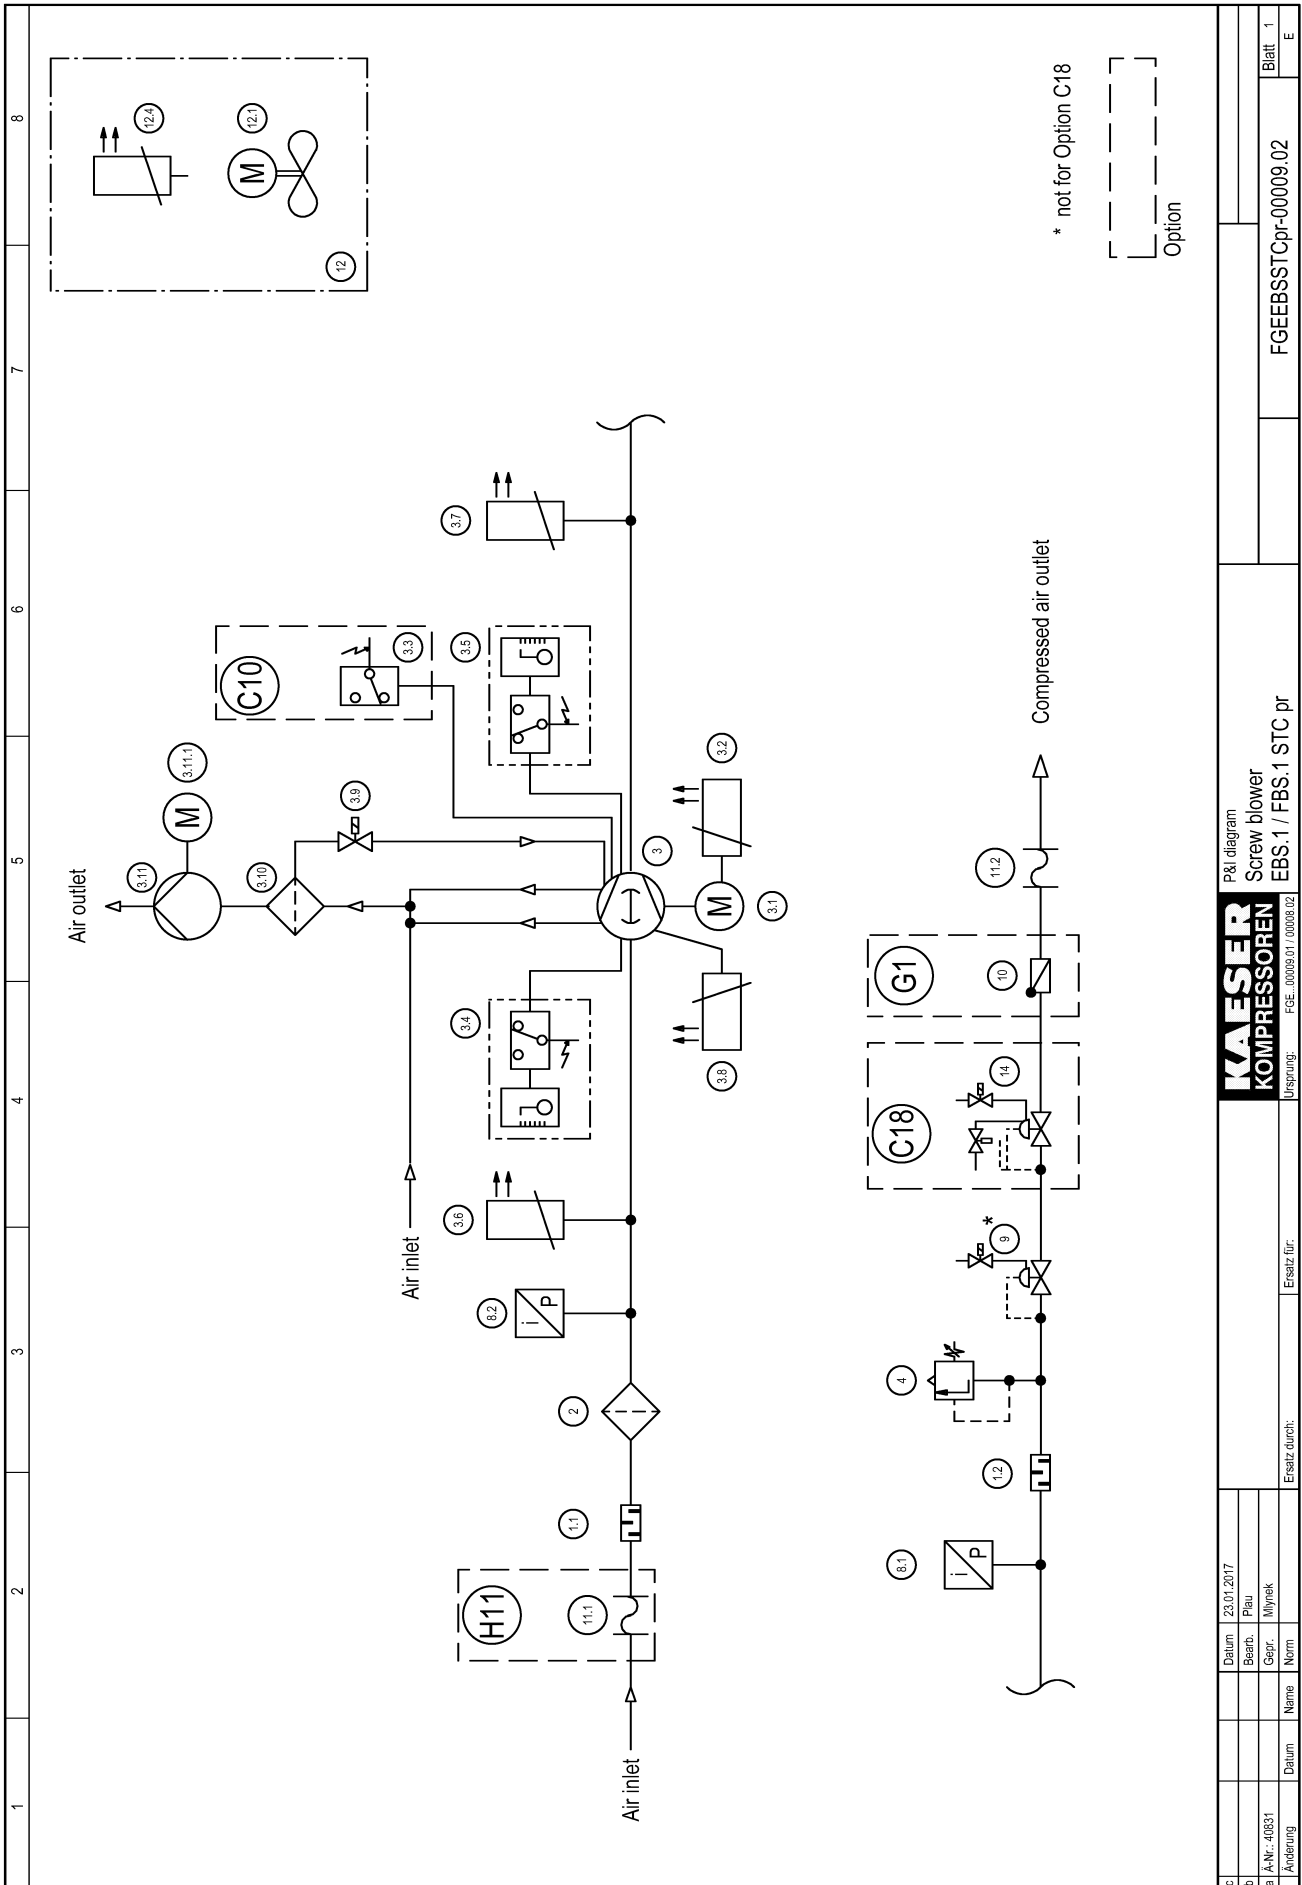 1
2
3
4
5
6
7
8
Air outlet
3.11
M
3.11.1
3.10
3.9
C10
3.3
12
12.4
M
12.1
Air inlet
3.4
3.5
3.7
3.6
8.2
i
P
H11
11.1
1.1
2
Air inlet
3
M
3.1
3.2
3.8
8.1
i
P
1.2
4
9
*
C18
14
G1
10
11.2
Compressed air outlet
* not for Option C18
Option
c
b
a
Ä-Nr.: 40831
Änderung
Datum
Name
Datum
23.01.2017
Bearb.
Plau
Gepr.
Mlynek
Norm
Ersatz durch:
Ersatz für:
KAESER
KOMPRESSOREN
Ursprung:
FGE...00009.01 / 00008.02
P&I diagram
Screw blower
EBS.1 / FBS.1 STC pr
FGEEBSSTCpr-00009.02
Blatt 1
E